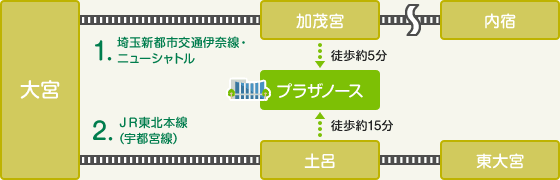 大宮
1. 埼玉新都市交通伊奈線・
ニューシャトル
加茂宮
内宿
徒歩約5分
プラザノース
2. JR東北本線
(宇都宮線)
徒歩約15分
土呂
東大宮